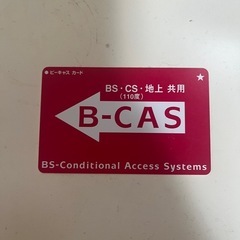 ビーキャス カード
BS・CS・地上 共用
(110度)
B-CAS
BS-Conditional Access Systems